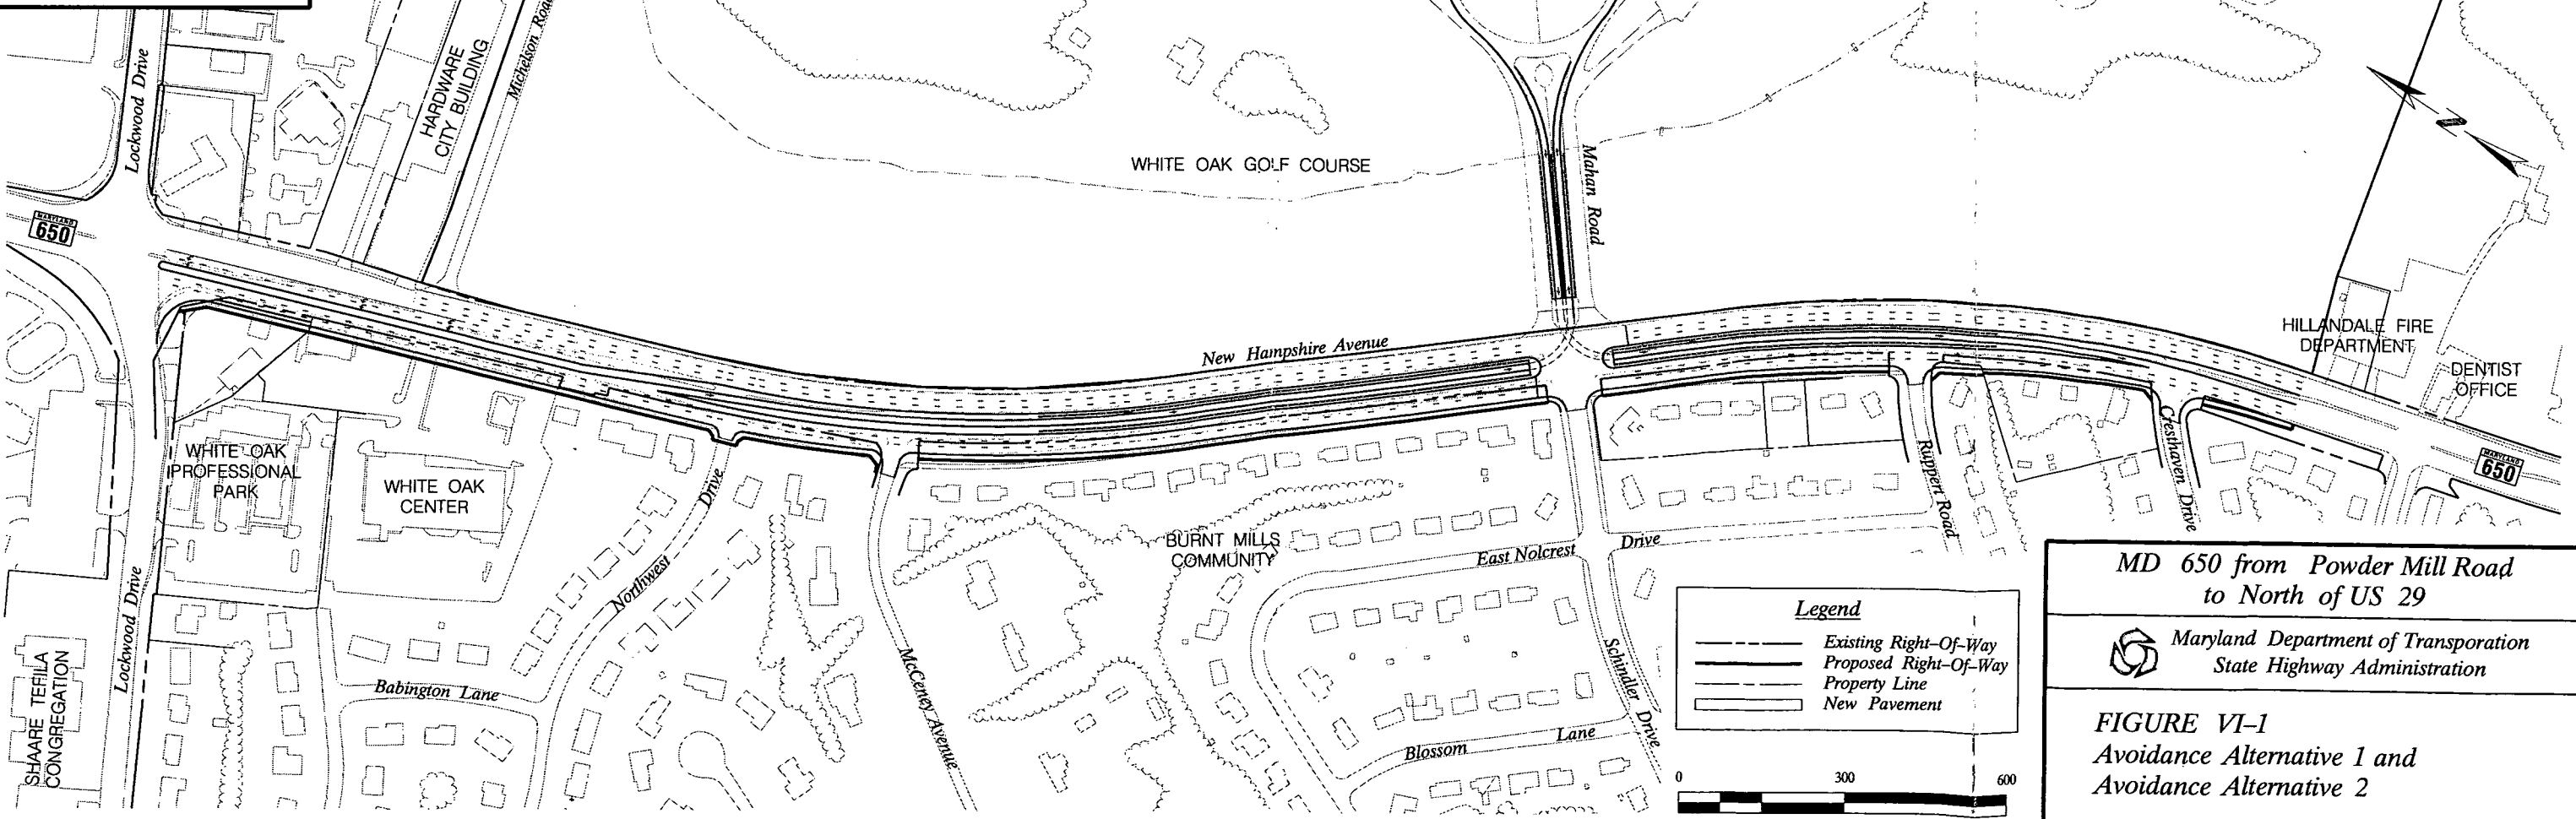 Lockwood Drive
HARDWARE
CITY BUILDING
Michelson Road
MARYLAND
650
WHITE OAK GOLF COURSE
Mahan Road
N
New Hampshire Avenue
HILLANDALE FIRE
DEPARTMENT
DENTIST
OFFICE
MARYLAND
650
WHITE OAK
PROFESSIONAL
PARK
WHITE OAK
CENTER
Northwest Drive
BURNT MILLS
COMMUNITY
East Nolcrest Drive
Ruppert Road
Cresthaven Drive
Lockwood Drive
SHAARE TEFILA
CONGREGATION
Babington Lane
McCeney Avenue
Schindler Drive
Blossom Lane
Legend
Existing Right-Of-Way
Proposed Right-Of-Way
Property Line
New Pavement
0 300 600
MD 650 from Powder Mill Road
to North of US 29
Maryland Department of Transporation
State Highway Administration
FIGURE VI-1
Avoidance Alternative 1 and
Avoidance Alternative 2